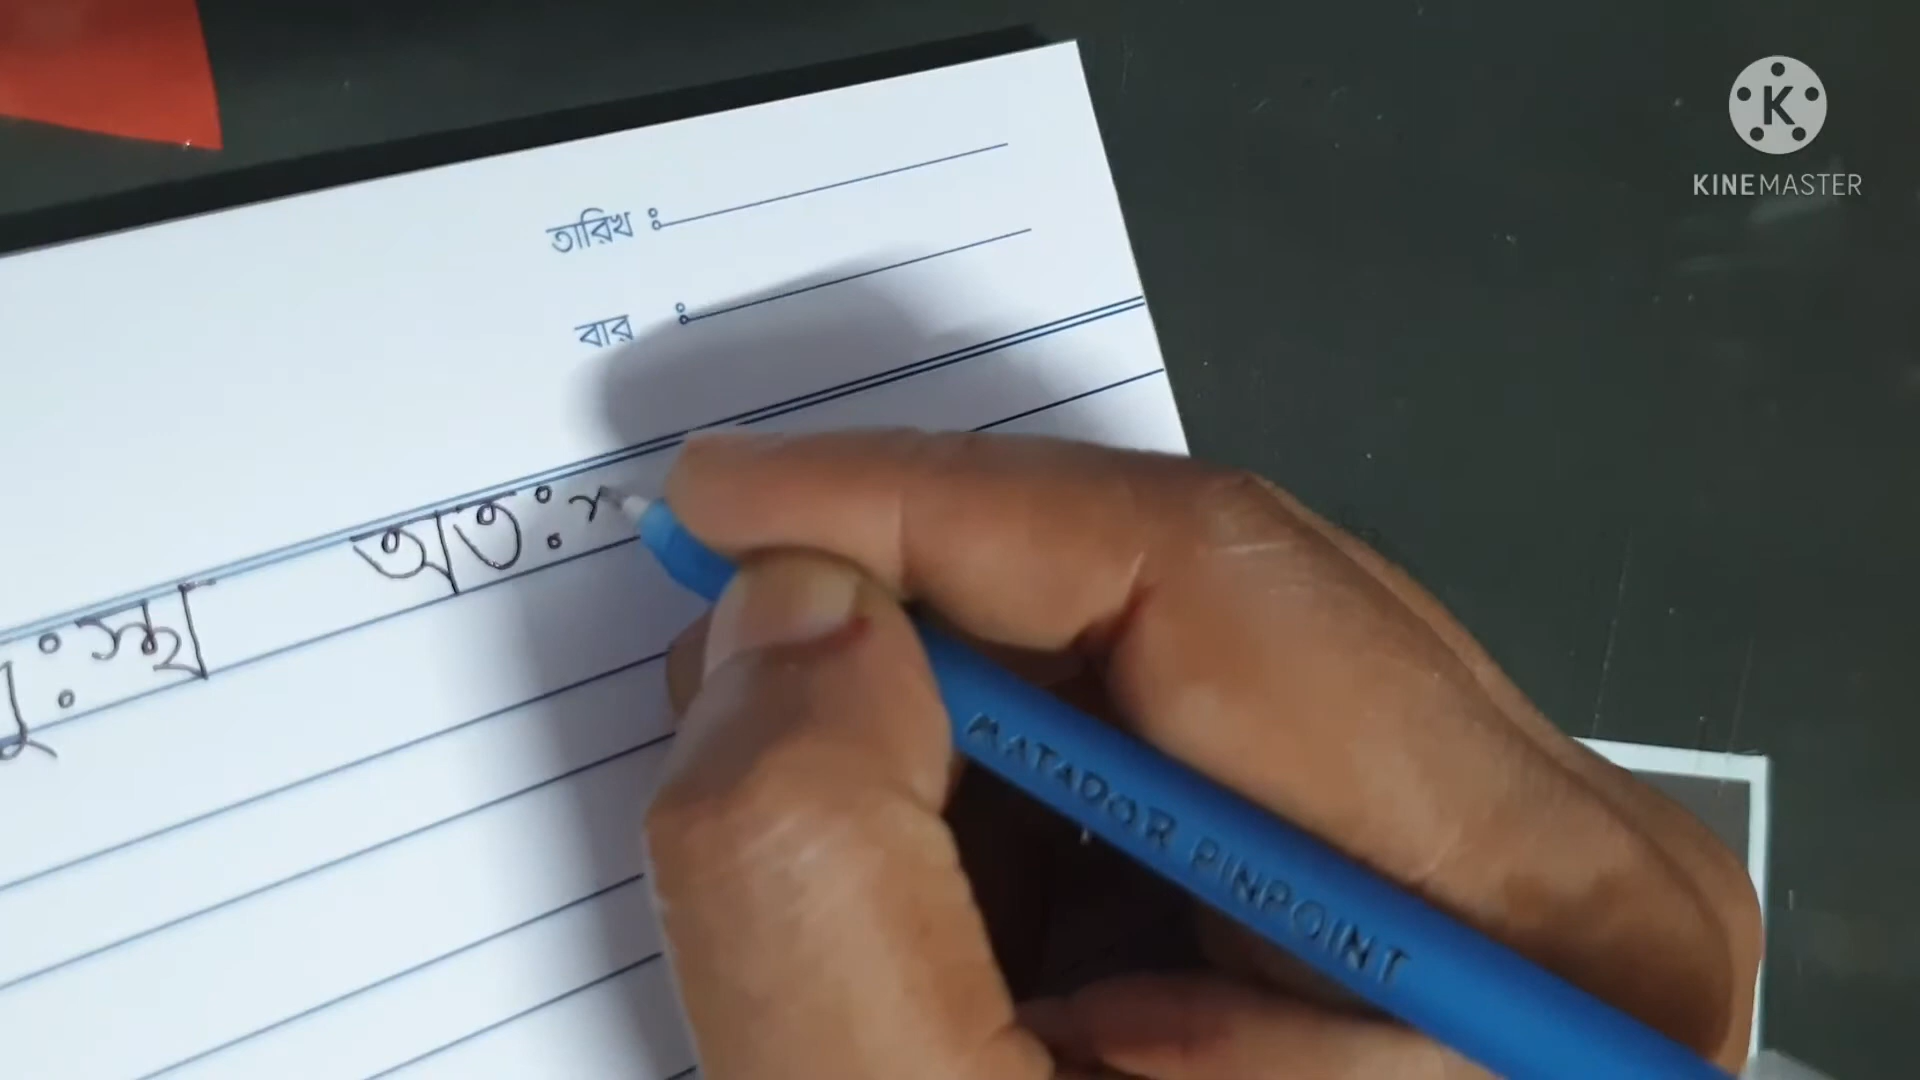 KINEMASTER
তারিখ ঃ
বার ঃ
অতঃ
MATADOR PINPOINT